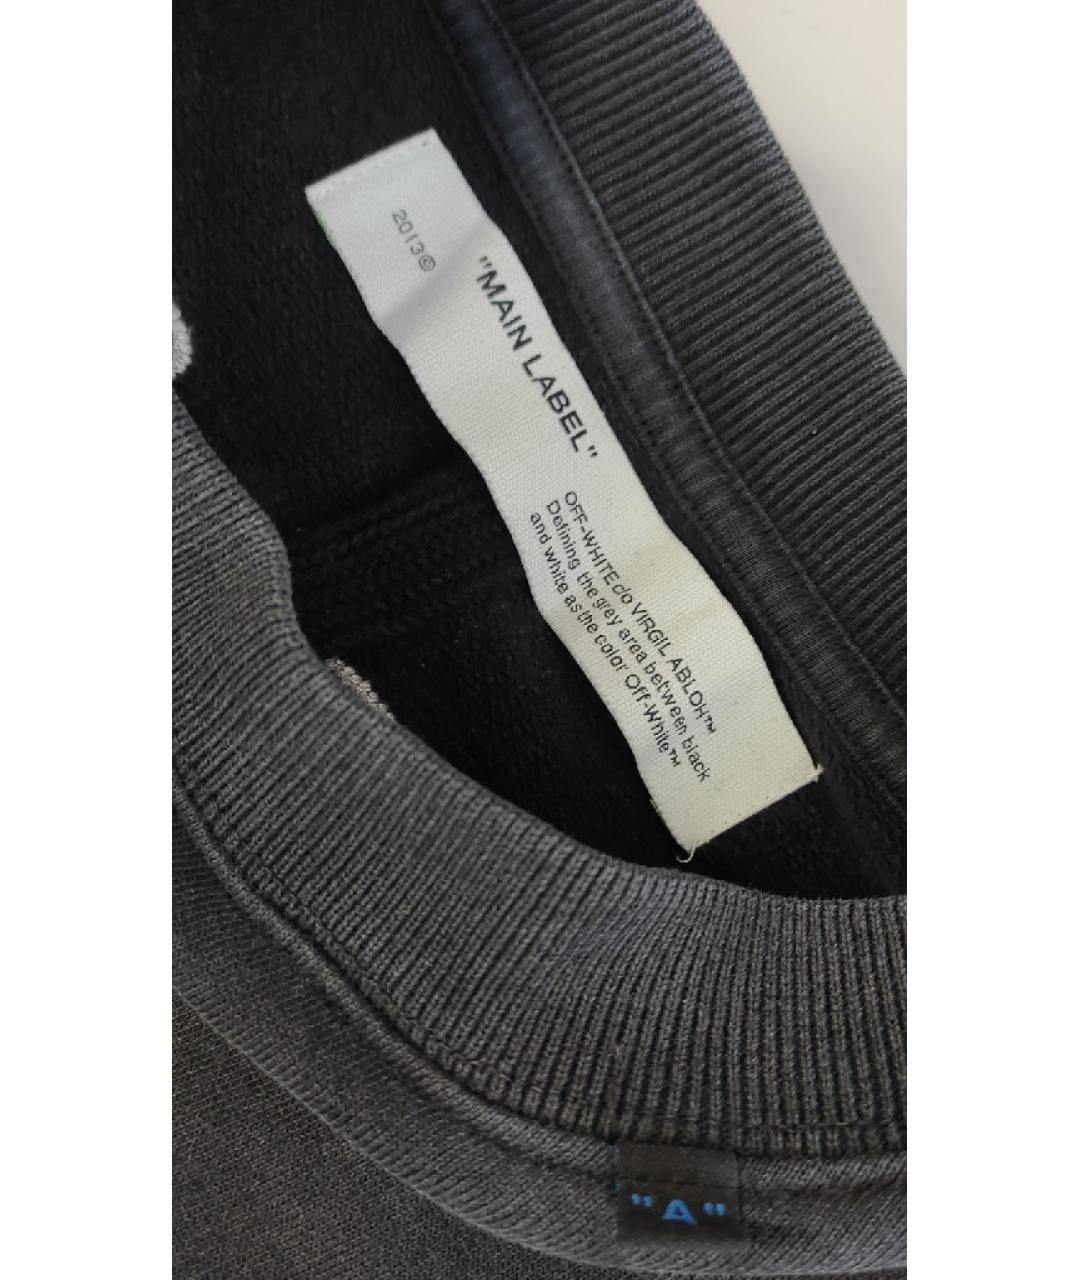 2013©
"MAIN LABEL"
OFF-WHITE c/o VIRGIL ABLOH™
Defining the grey area between black
and white as the color Off-White™
"A"